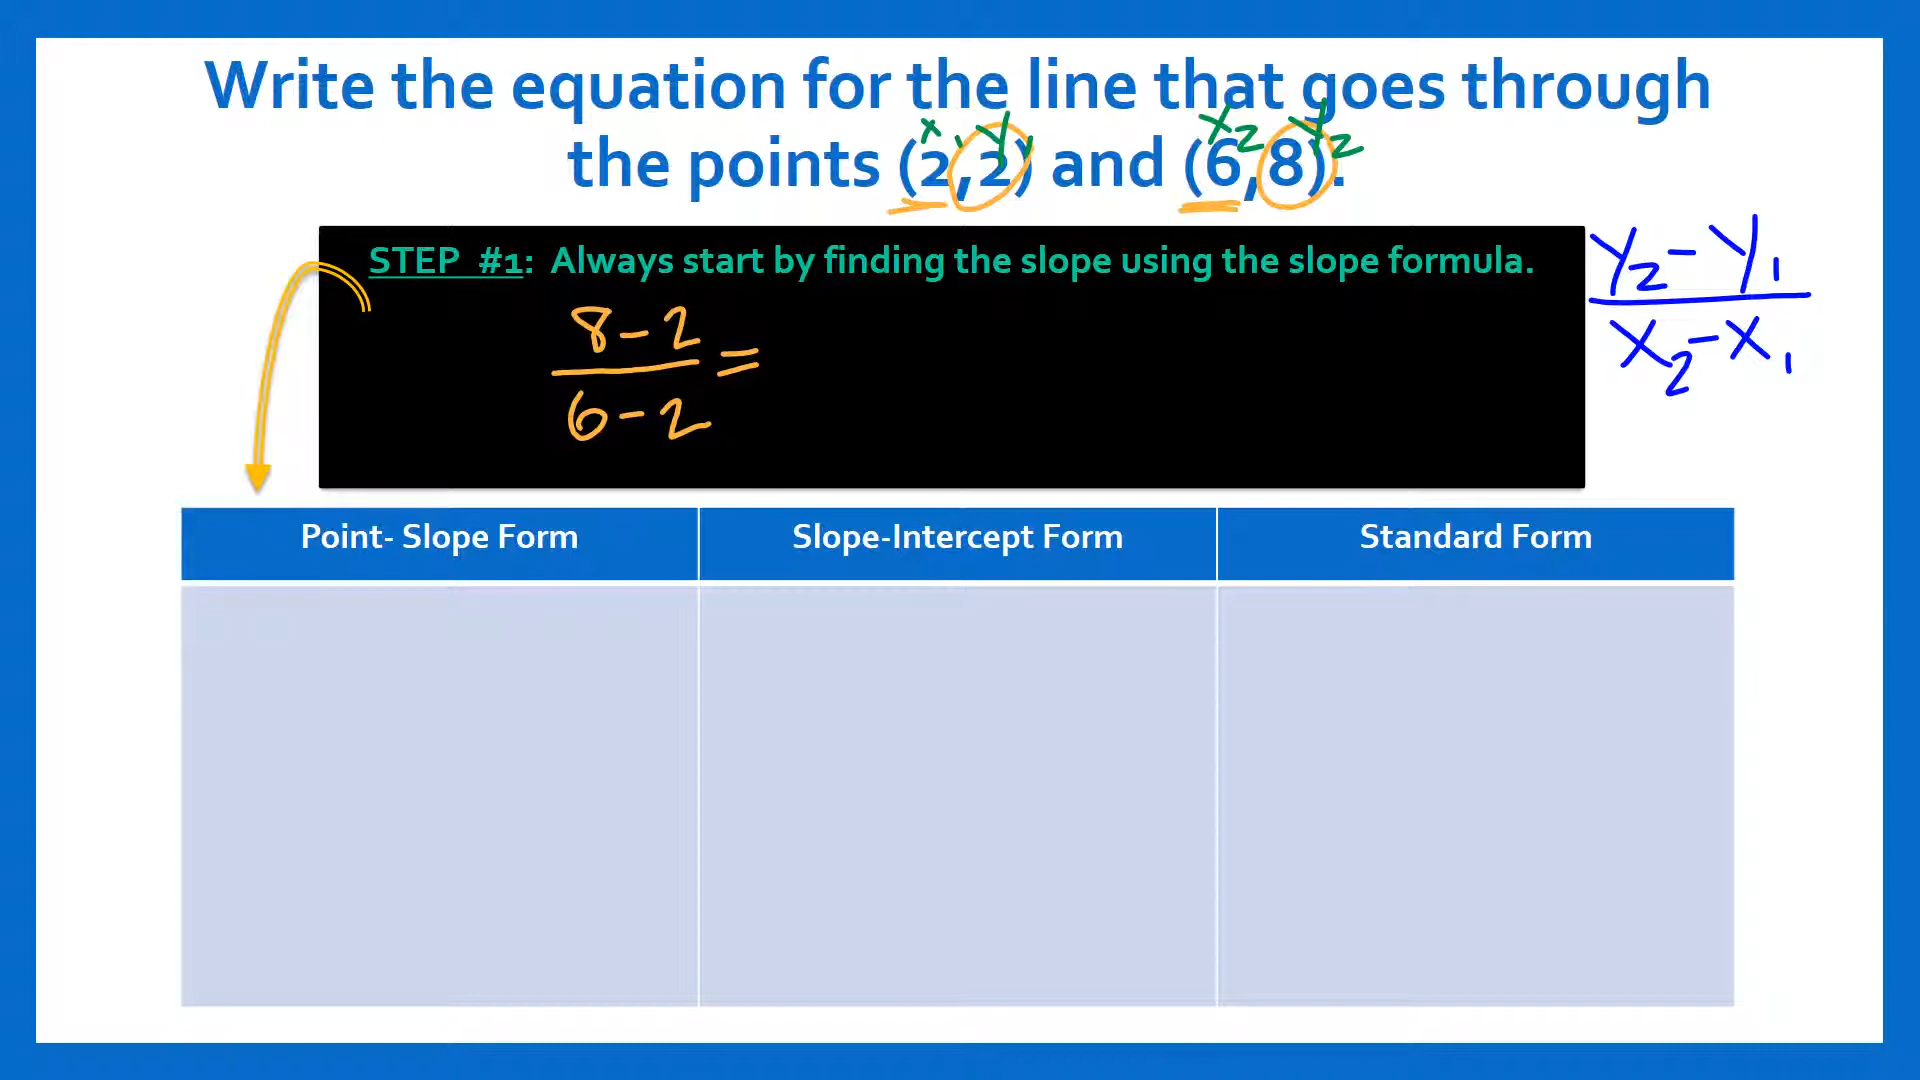 Write the equation for the line that goes through
x₁ y₁ x₂ y₂
the points (2,2) and (6,8).
STEP #1: Always start by finding the slope using the slope formula.
y₂ - y₁
x₂ - x₁
8 - 2
=
6 - 2
Point- Slope Form
Slope-Intercept Form
Standard Form